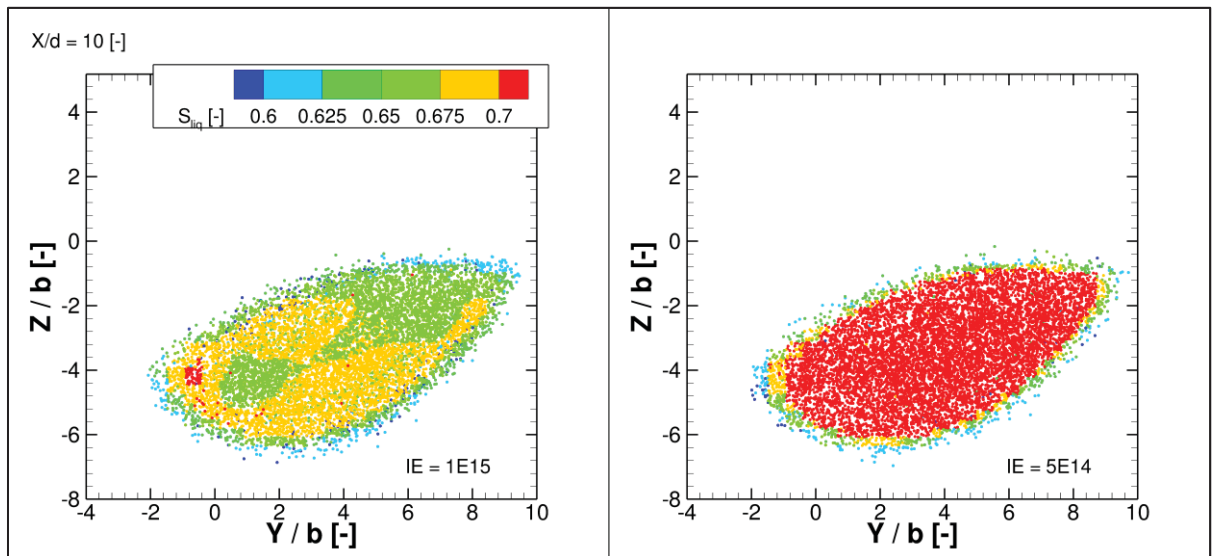 X/d = 10 [-]
S_liq [-] 0.6 0.625 0.65 0.675 0.7
4
2
0
-2
-4
-6
-8
Z / b [-]
-4 -2 0 2 4 6 8 10
Y / b [-]
IE = 1E15
4
2
0
-2
-4
-6
-8
Z / b [-]
-4 -2 0 2 4 6 8 10
Y / b [-]
IE = 5E14